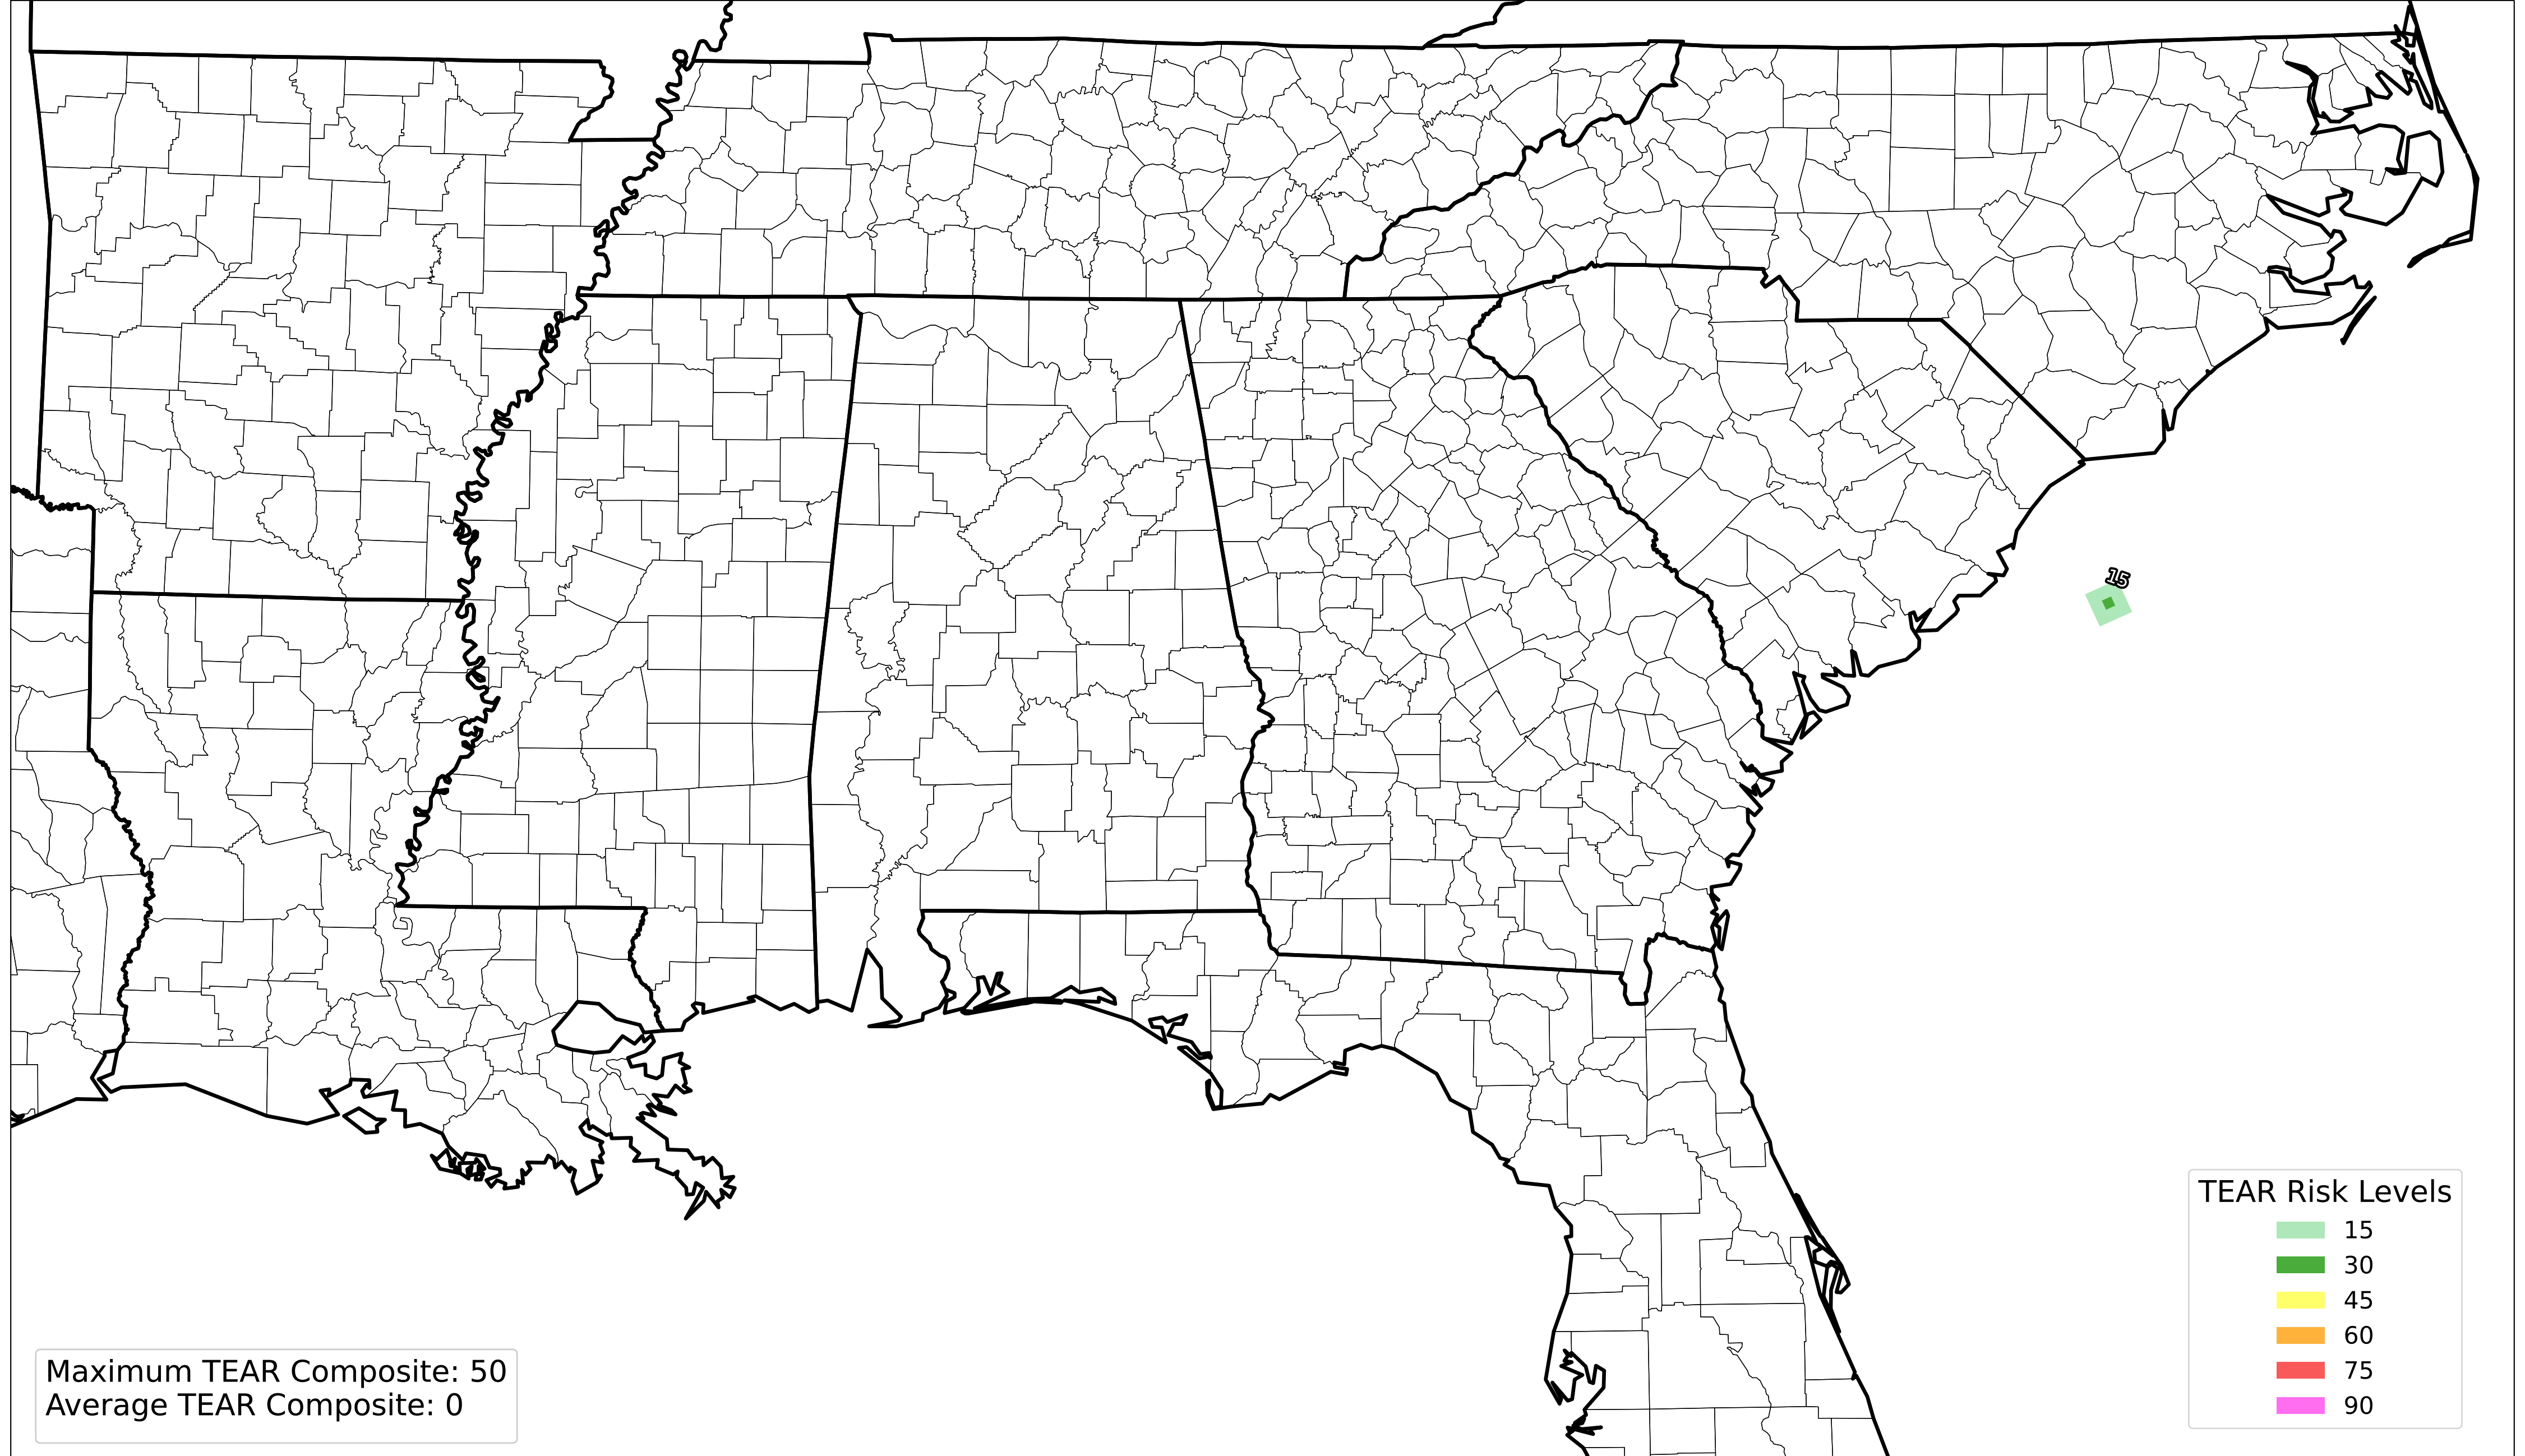 15
Maximum TEAR Composite: 50
Average TEAR Composite: 0
TEAR Risk Levels
15
30
45
60
75
90